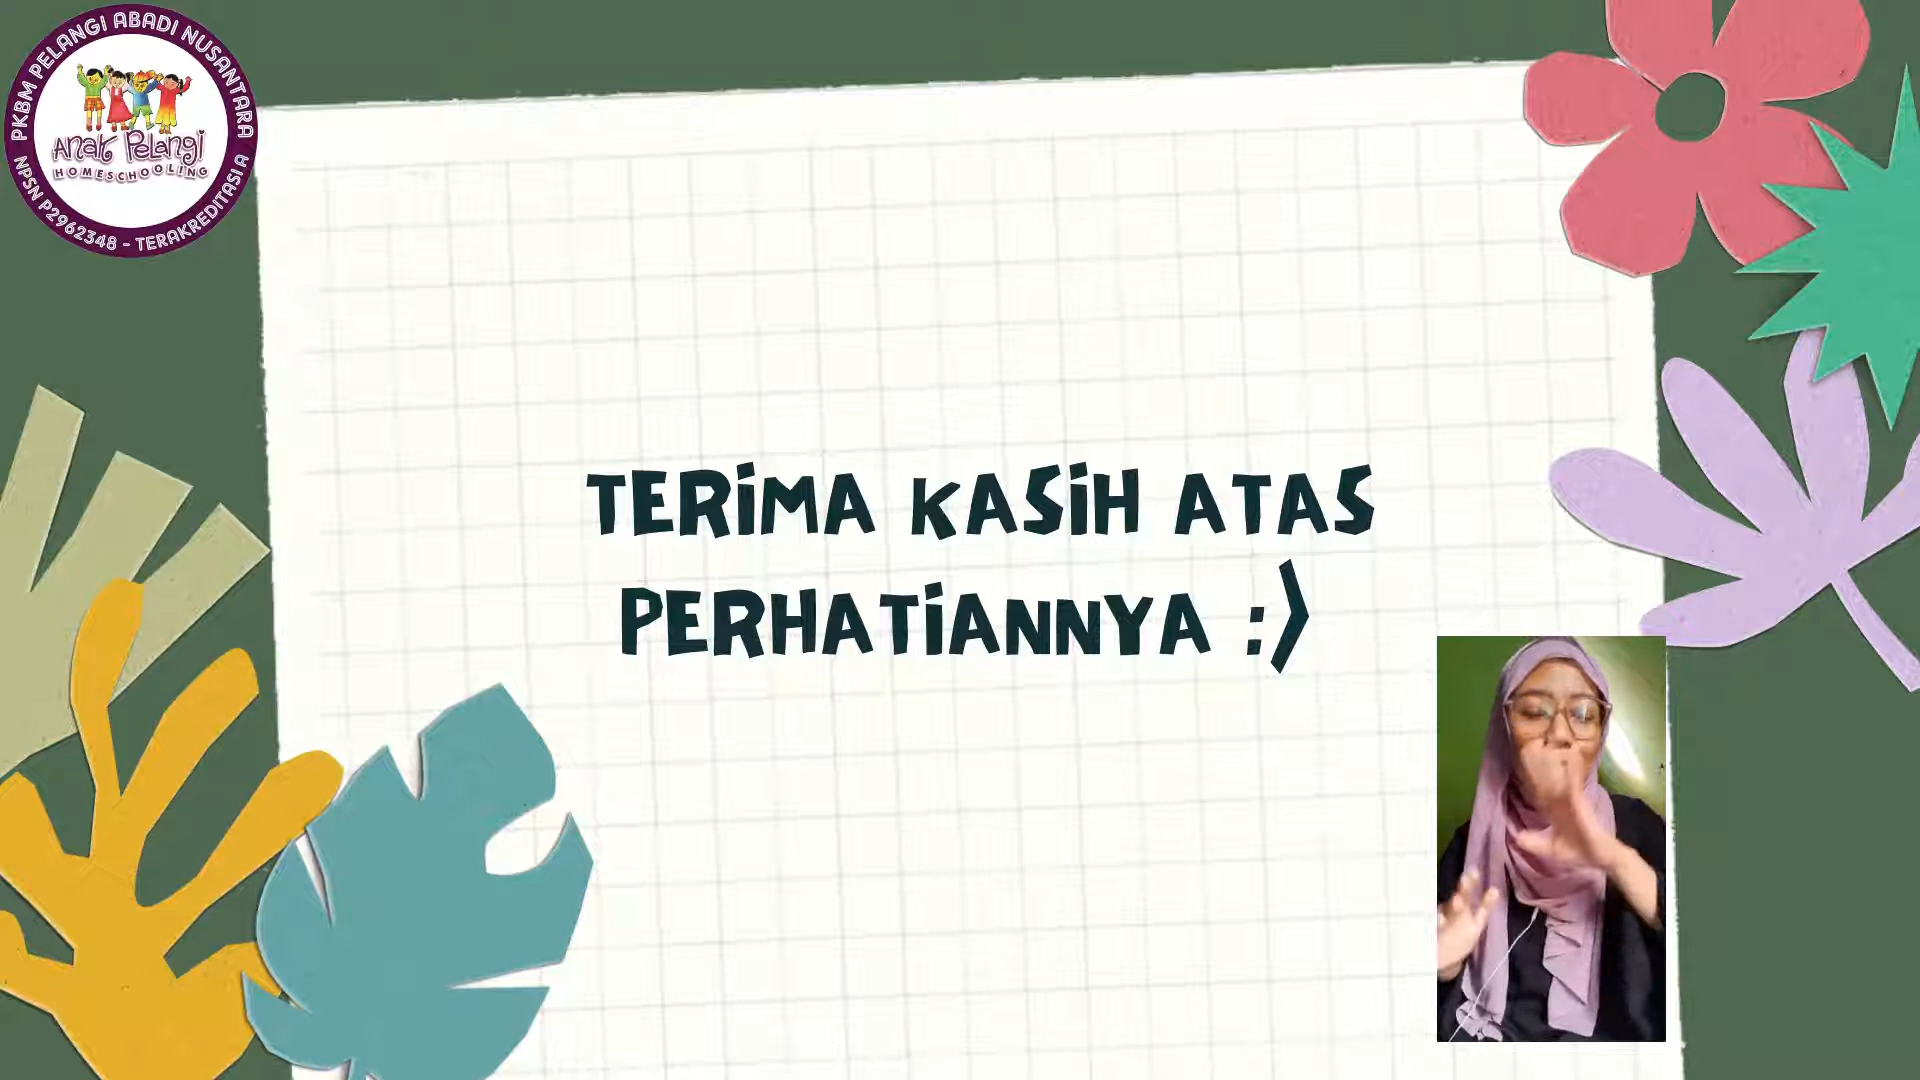 PKBM PELANGI ABADI NUSANTARA
Anak Pelangi
HOMESCHOOLING
NPSN P2962348 - TERAKREDITASI A
TERIMA KASIH ATAS
PERHATIANNYA :)